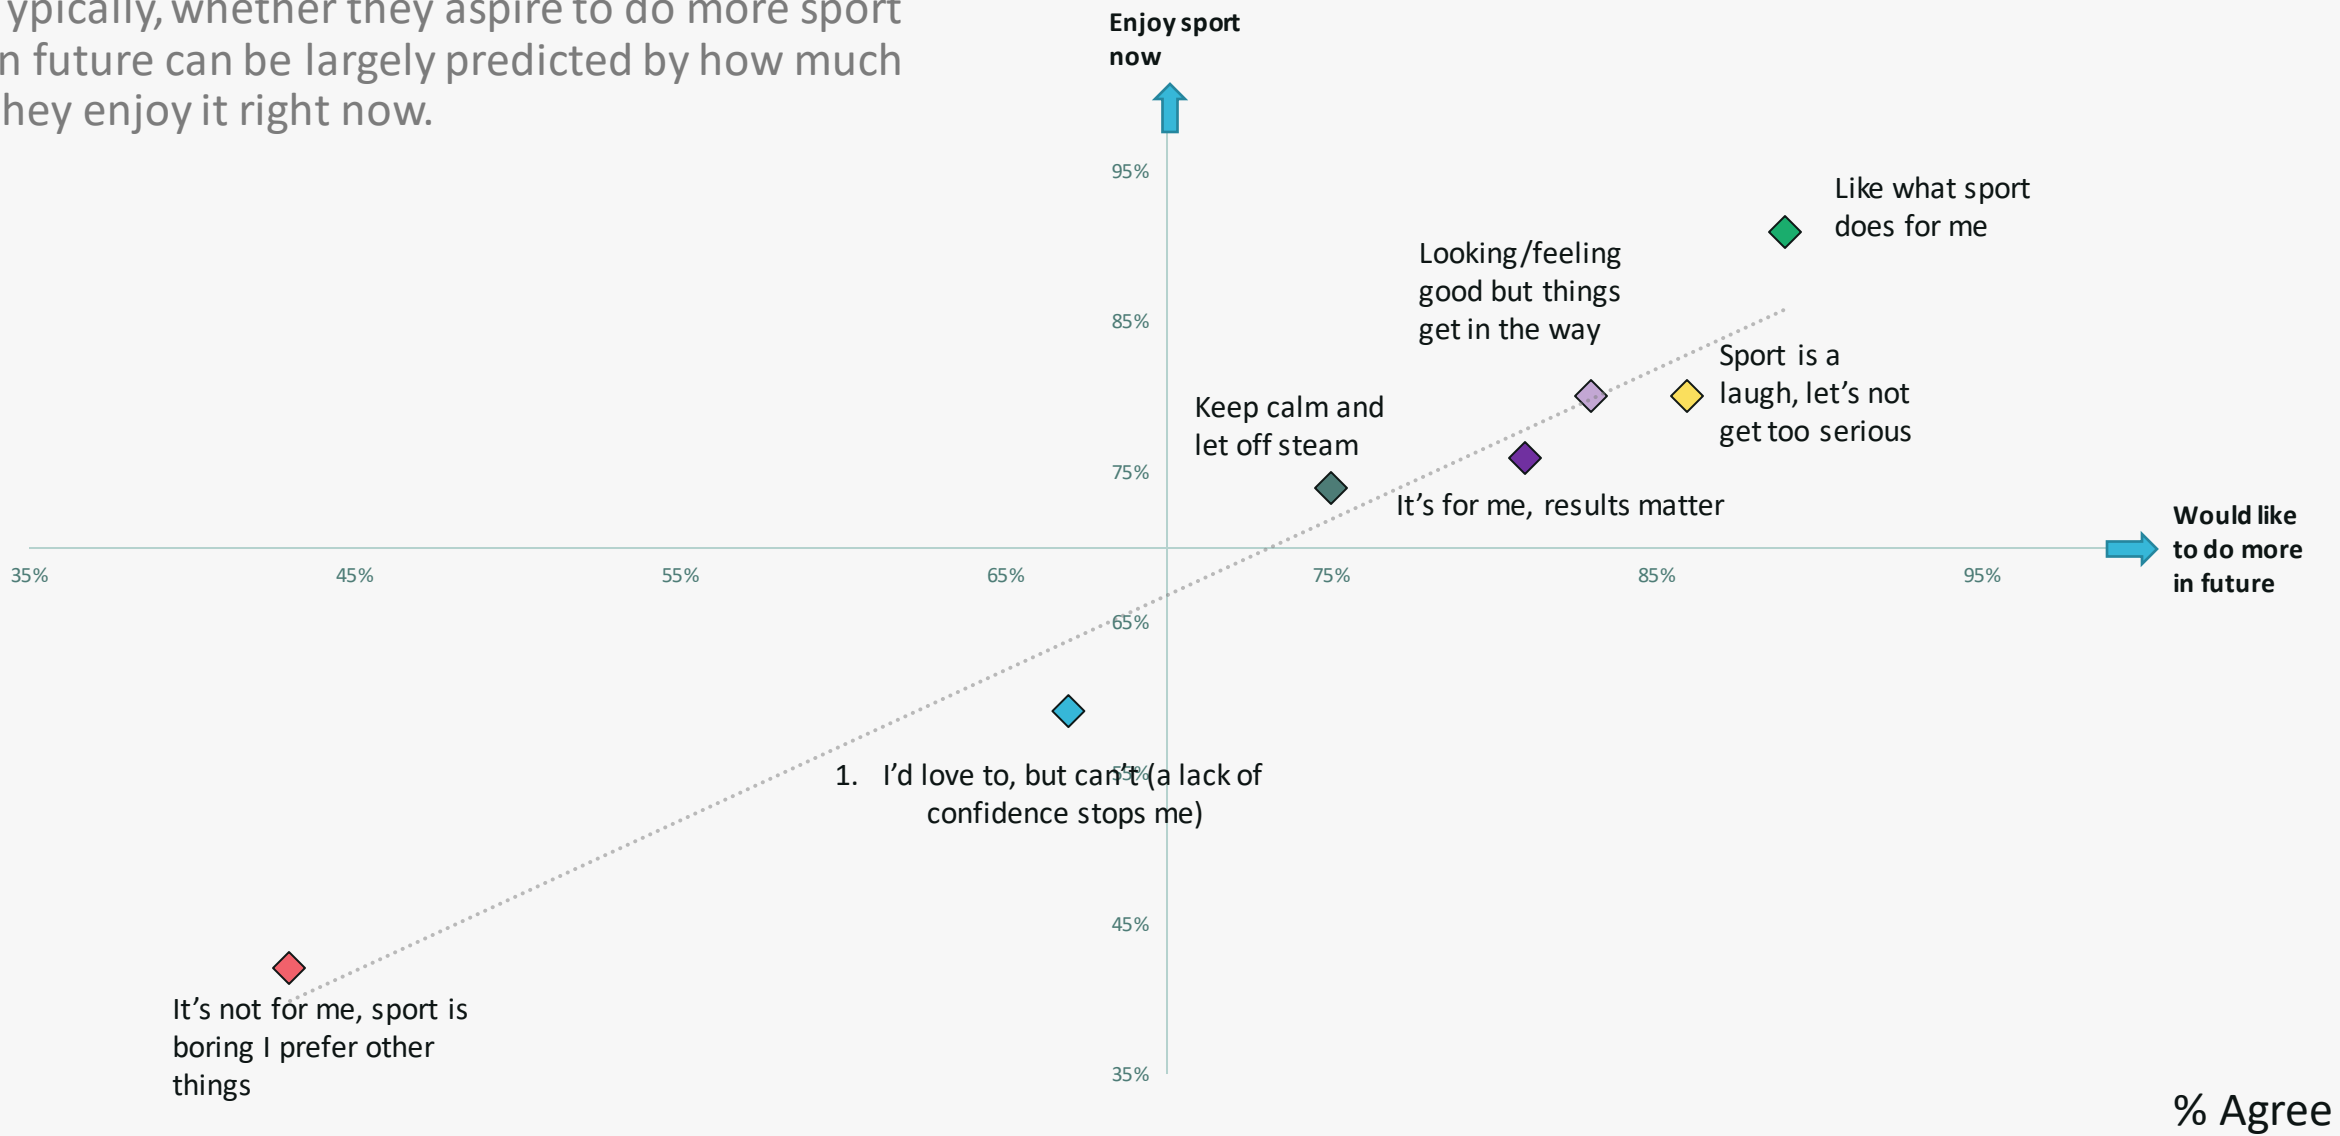 ypically, whether they aspire to do more sport
n future can be largely predicted by how much
hey enjoy it right now.
Enjoy sport
now
95%
Like what sport
does for me
Looking/feeling
good but things
get in the way
85%
Sport is a
laugh, let's not
get too serious
Keep calm and
let off steam
75%
It's for me, results matter
Would like
to do more
in future
35%
45%
55%
65%
75%
85%
95%
65%
1. I'd love to, but can't (a lack of
confidence stops me)
55%
45%
It's not for me, sport is
boring I prefer other
things
35%
% Agree